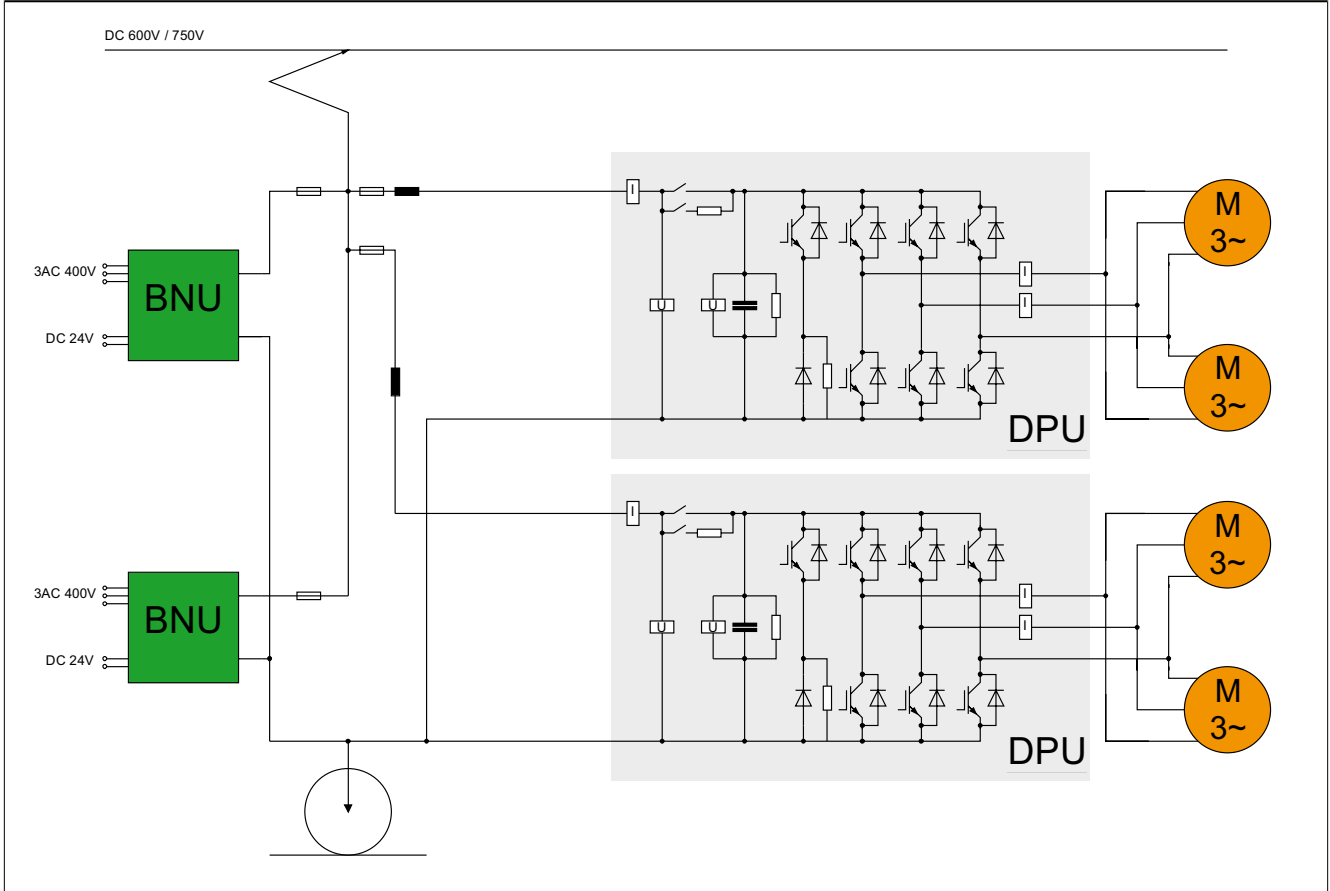 DC 600V / 750V
I
M
3~
3AC 400V
BNU
I
I
U
U
DC 24V
M
3~
DPU
I
M
3~
3AC 400V
BNU
I
I
U
U
DC 24V
M
3~
DPU